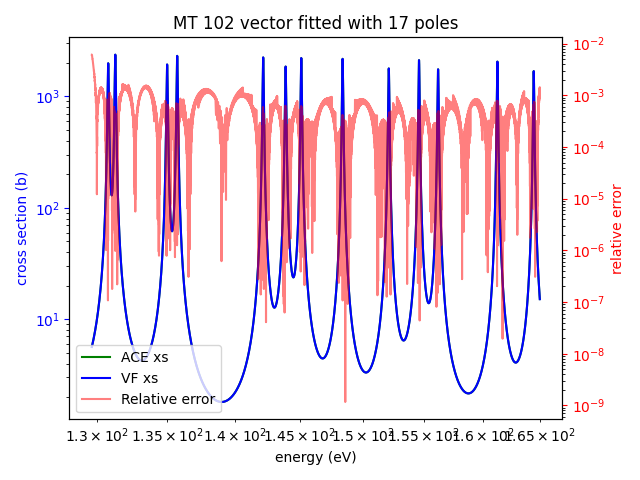 MT 102 vector fitted with 17 poles
10³
10²
10¹
cross section (b)
10⁻²
10⁻³
10⁻⁴
10⁻⁵
10⁻⁶
10⁻⁷
10⁻⁸
10⁻⁹
relative error
ACE xs
VF xs
Relative error
1.3 × 10² 1.35 × 10² 1.4 × 10² 1.45 × 10² 1.5 × 10² 1.55 × 10² 1.6 × 10² 1.65 × 10²
energy (eV)